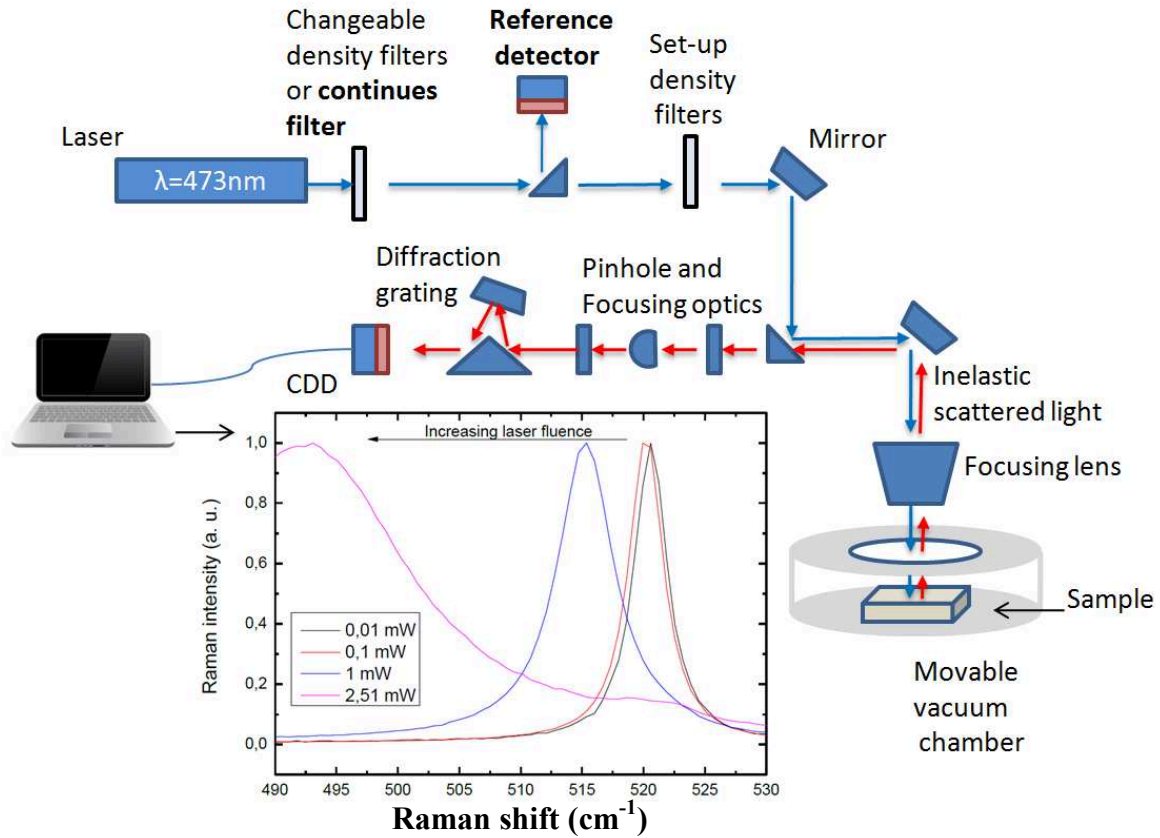 Changeable
density filters
or continues
filter
Reference
detector
Set-up
density
filters
Laser
Mirror
λ=473nm
Diffraction
grating
Pinhole and
Focusing optics
CDD
Inelastic
scattered light
Focusing lens
Sample
Movable
vacuum
chamber
Increasing laser fluence
1,0
0,8
0,6
0,4
0,2
0,0
Raman intensity (a. u.)
0,01 mW
0,1 mW
1 mW
2,51 mW
490 495 500 505 510 515 520 525 530
Raman shift (cm⁻¹)